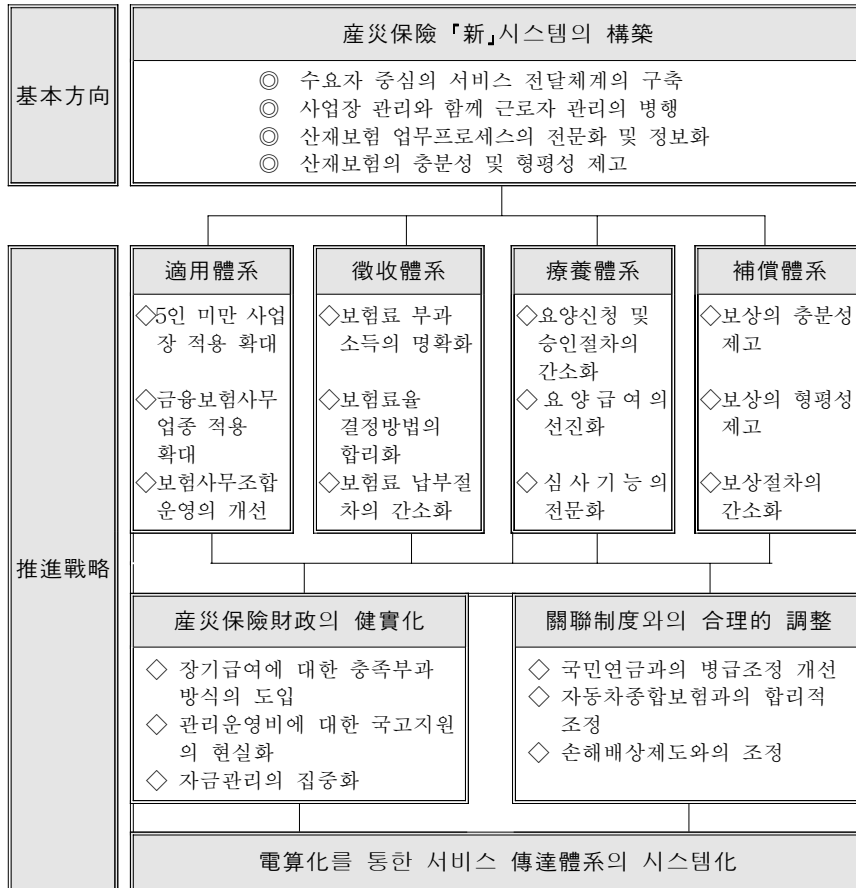 基本方向
産災保險『新』시스템의 構築
◎ 수요자 중심의 서비스 전달체계의 구축
◎ 사업장 관리와 함께 근로자 관리의 병행
◎ 산재보험 업무프로세스의 전문화 및 정보화
◎ 산재보험의 충분성 및 형평성 제고
推進戰略
適用體系
◇5인 미만 사업
장 적용 확대
◇금융보험사무
업종 적용
확대
◇보험사무조합
운영의 개선
徵收體系
◇보험료 부과
소득의 명확화
◇보험료율
결정방법의
합리화
◇보험료 납부절
차의 간소화
療養體系
◇요양신청 및
승인절차의
간소화
◇요양급여의
선진화
◇심사기능의
전문화
補償體系
◇보상의 충분성
제고
◇보상의 형평성
제고
◇보상절차의
간소화
産災保險財政의 健實化
◇ 장기급여에 대한 충족부과
방식의 도입
◇ 관리운영비에 대한 국고지원
의 현실화
◇ 자금관리의 집중화
關聯制度와의 合理的 調整
◇ 국민연금과의 병급조정 개선
◇ 자동차종합보험과의 합리적
조정
◇ 손해배상제도와의 조정
電算化를 통한 서비스 傳達體系의 시스템化